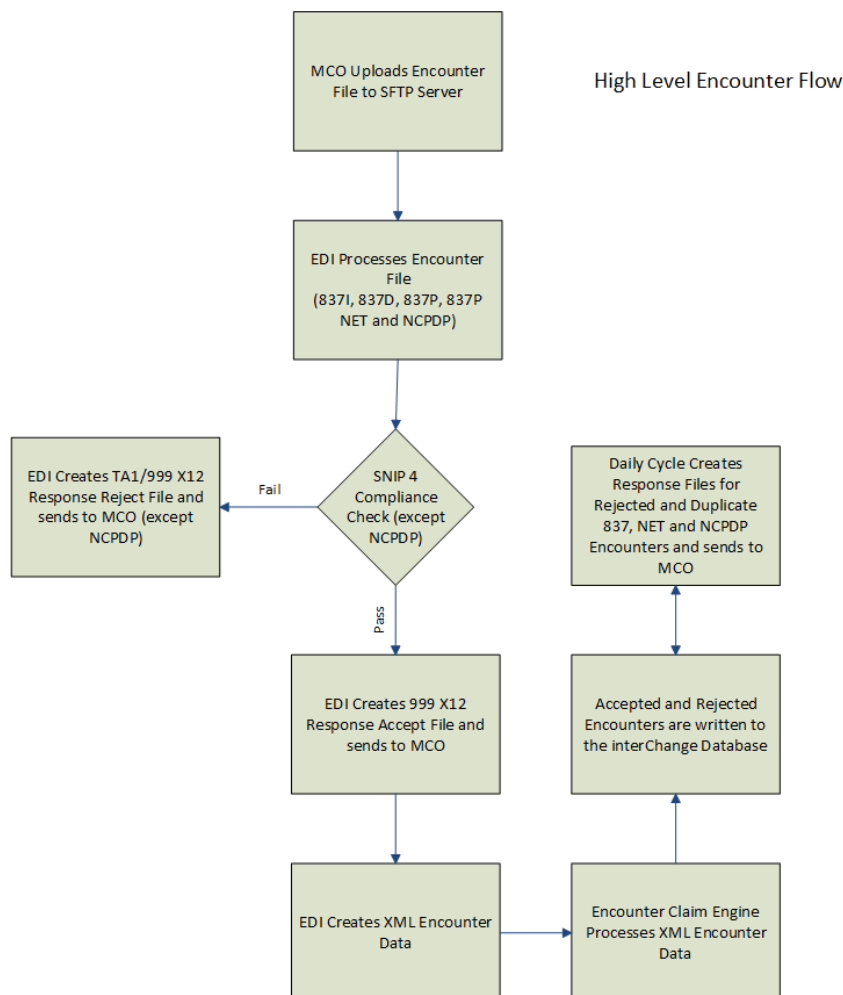 High Level Encounter Flow
MCO Uploads Encounter
File to SFTP Server
EDI Processes Encounter
File
(837I, 837D, 837P, 837P
NET and NCPDP)
SNIP 4
Compliance
Check (except
NCPDP)
Fail
EDI Creates TA1/999 X12
Response Reject File and
sends to MCO (except
NCPDP)
Pass
EDI Creates 999 X12
Response Accept File and
sends to MCO
EDI Creates XML Encounter
Data
Encounter Claim Engine
Processes XML Encounter
Data
Accepted and Rejected
Encounters are written to
the interChange Database
Daily Cycle Creates
Response Files for
Rejected and Duplicate
837, NET and NCPDP
Encounters and sends to
MCO